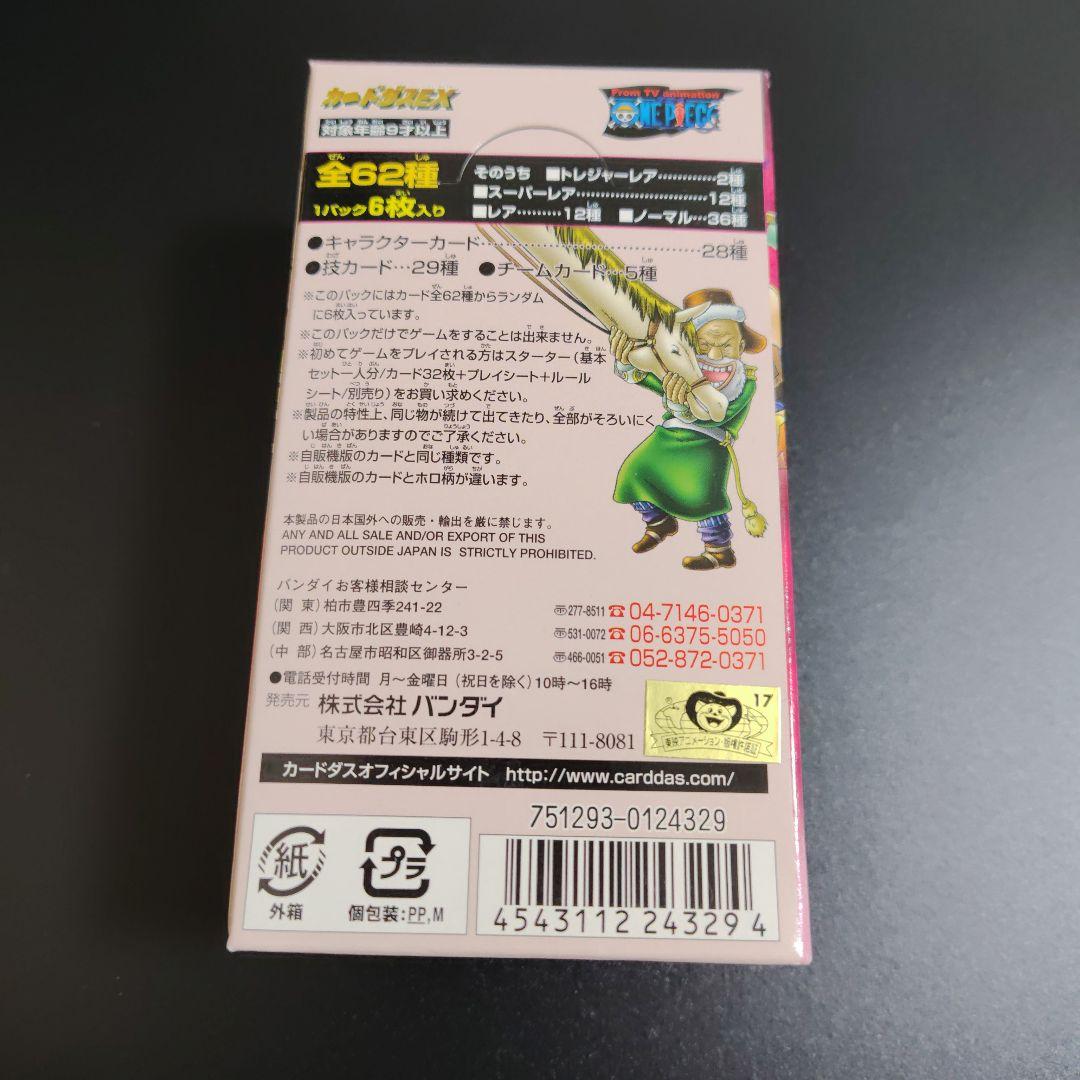 カードダスEX
対象年齢9才以上
From TV animation
ONE PIECE
全62種
1パック6枚入り
そのうち ■トレジャーレア…………2種
■スーパーレア…………………………12種
■レア………12種 ■ノーマル…36種
●キャラクターカード……………………………28種
●技カード…29種 ●チームカード…5種
※このパックにはカード全62種からランダム
に6枚入っています。
※このパックだけでゲームをすることは出来ません。
※初めてゲームをプレイされる方はスターター(基本
セット一人分/カード32枚+プレイシート+ルール
シート/別売り)をお買い求めください。
※製品の特性上、同じ物が続けて出てきたり、全部がそろいにく
い場合がありますのでご了承ください。
※自販機版のカードと同じ種類です。
※自販機版のカードとホロ柄が違います。
本製品の日本国外への販売・輸出を厳に禁じます。
ANY AND ALL SALE AND/OR EXPORT OF THIS
PRODUCT OUTSIDE JAPAN IS STRICTLY PROHIBITED.
バンダイお客様相談センター
(関 東)柏市豊四季241-22 〒277-8511 ☎04-7146-0371
(関 西)大阪市北区豊崎4-12-3 〒531-0072 ☎06-6375-5050
(中 部)名古屋市昭和区御器所3-2-5 〒466-0051 ☎052-872-0371
●電話受付時間 月〜金曜日(祝日を除く)10時〜16時
発売元 株式会社 バンダイ
東京都台東区駒形1-4-8 〒111-8081
17
東映アニメーション・版権許諾証
カードダスオフィシャルサイト http://www.carddas.com/
751293-0124329
紙
外箱
プラ
個包装:PP,M
4543112 243294